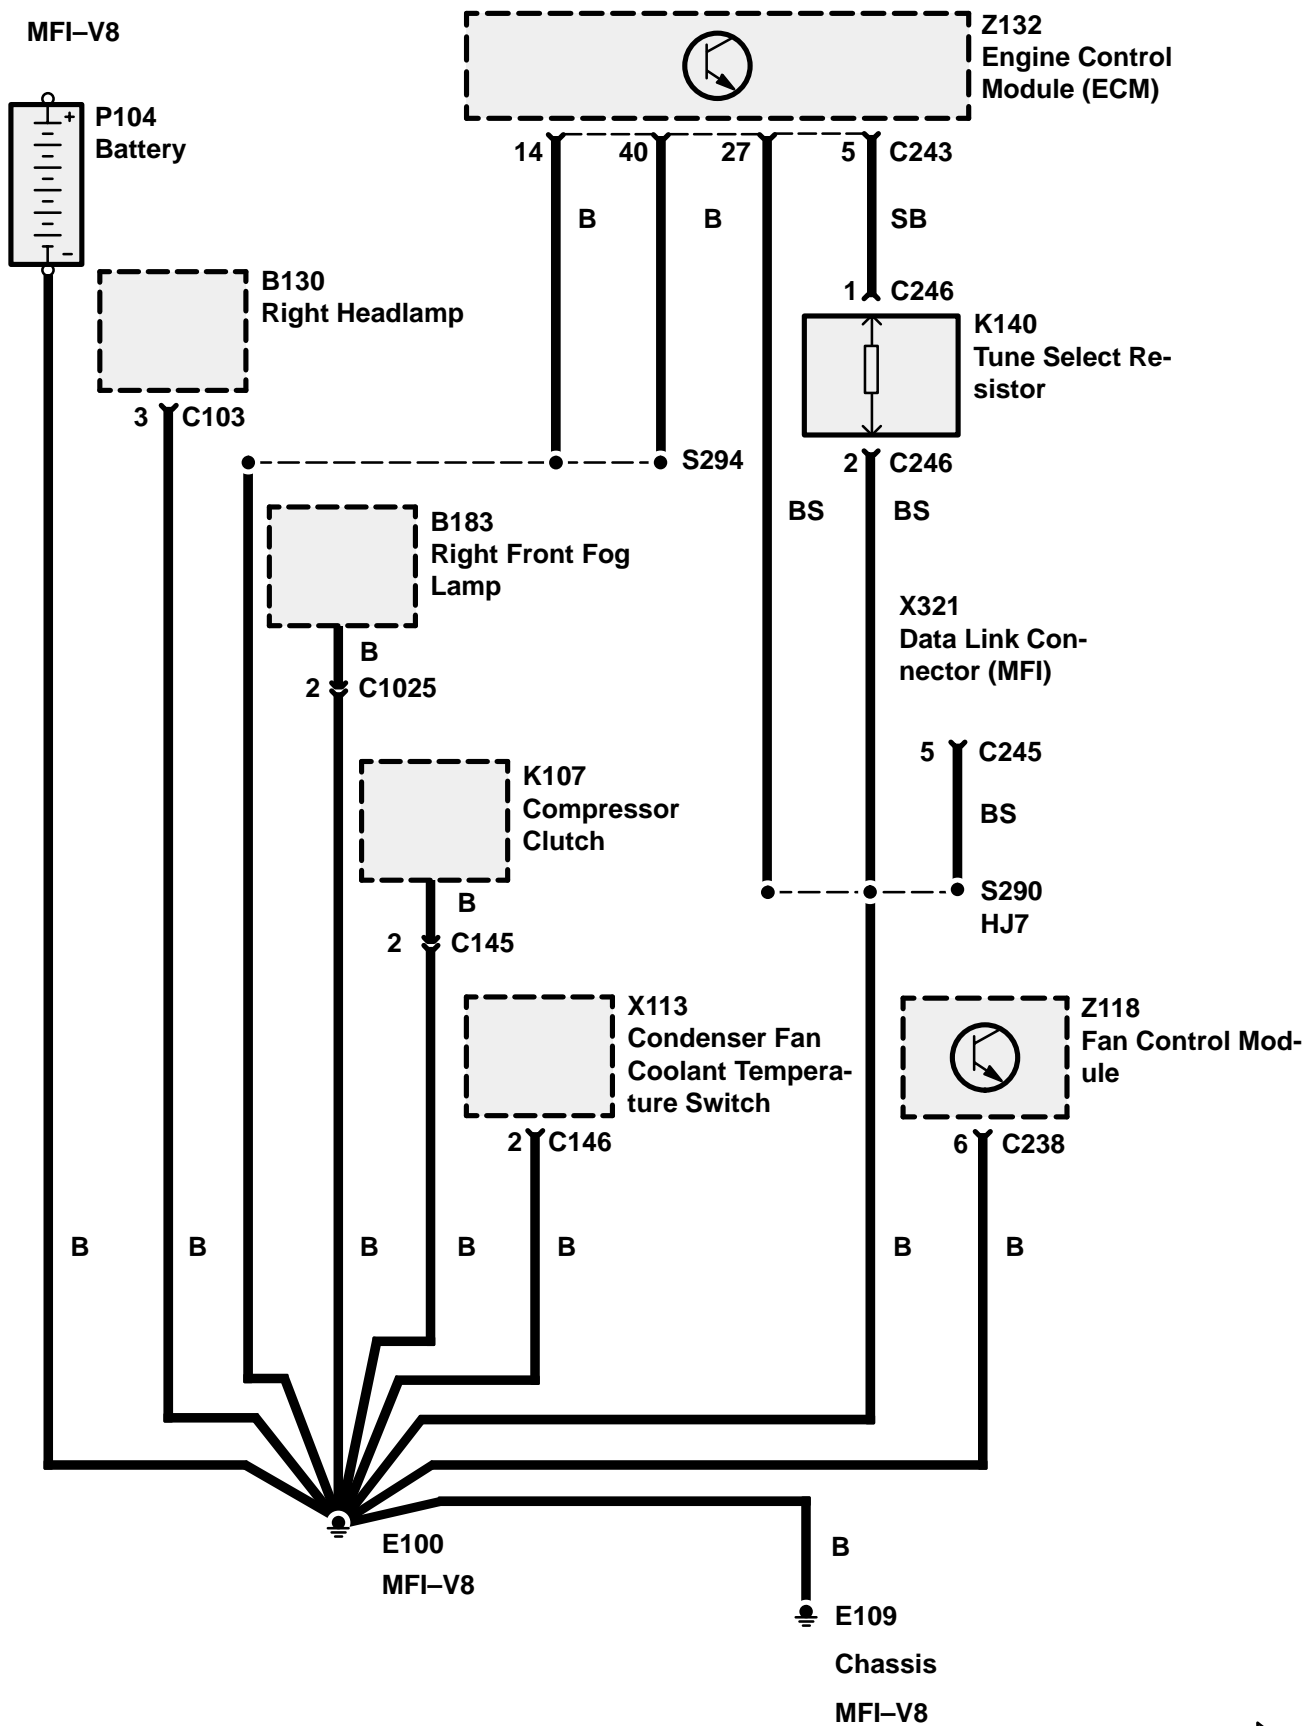 MFI–V8
Z132
Engine Control
Module (ECM)
P104
Battery
+
–
14
40
27
5 C243
B
B
SB
B130
Right Headlamp
1 C246
K140
Tune Select Re-
sistor
3 C103
S294
2 C246
BS
BS
B183
Right Front Fog
Lamp
B
2 C1025
X321
Data Link Con-
nector (MFI)
5 C245
BS
K107
Compressor
Clutch
B
2 C145
S290
HJ7
X113
Condenser Fan
Coolant Tempera-
ture Switch
2 C146
Z118
Fan Control Mod-
ule
6 C238
B
B
B
B
B
B
B
E100
MFI–V8
B
E109
Chassis
MFI–V8